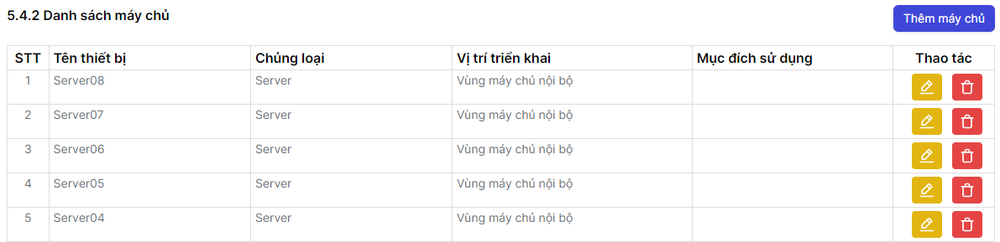 5.4.2 Danh sách máy chủ
Thêm máy chủ
STT Tên thiết bị Chủng loại Vị trí triển khai Mục đích sử dụng Thao tác
1 Server08 Server Vùng máy chủ nội bộ
2 Server07 Server Vùng máy chủ nội bộ
3 Server06 Server Vùng máy chủ nội bộ
4 Server05 Server Vùng máy chủ nội bộ
5 Server04 Server Vùng máy chủ nội bộ